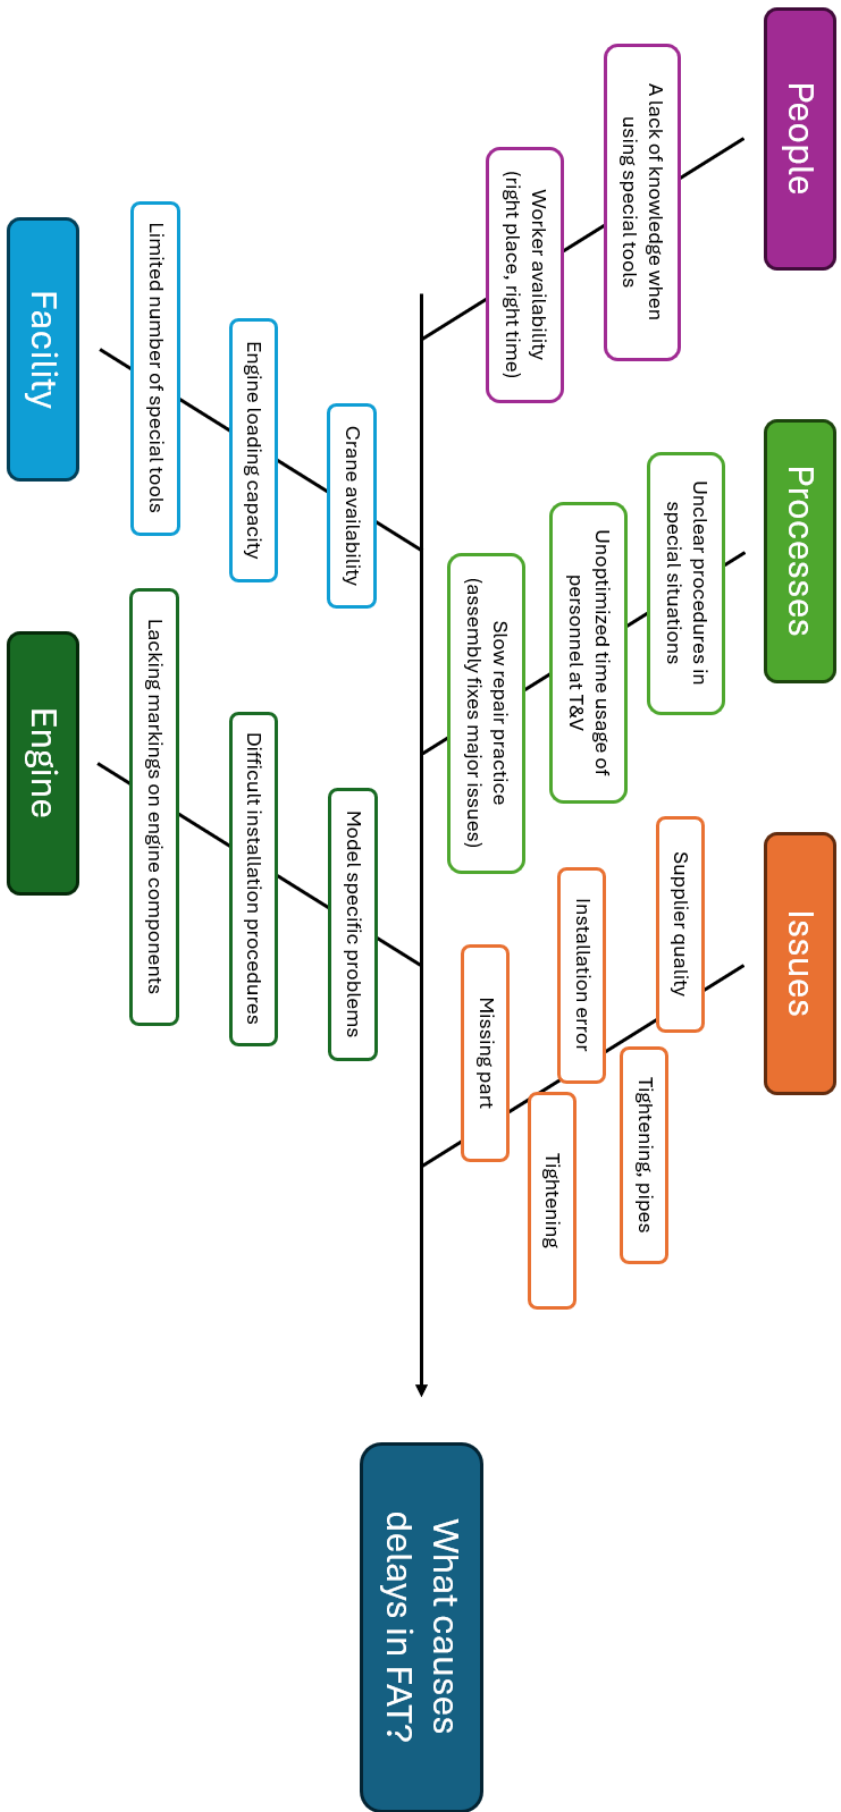 People
A lack of knowledge when
using special tools
Worker availability
(right place, right time)
Processes
Unclear procedures in
special situations
Unoptimized time usage of
personnel at T&V
Slow repair practice
(assembly fixes major issues)
Issues
Supplier quality
Tightening, pipes
Installation error
Tightening
Missing part
Crane availability
Engine loading capacity
Limited number of special tools
Facility
Model specific problems
Difficult installation procedures
Lacking markings on engine components
Engine
What causes
delays in FAT?